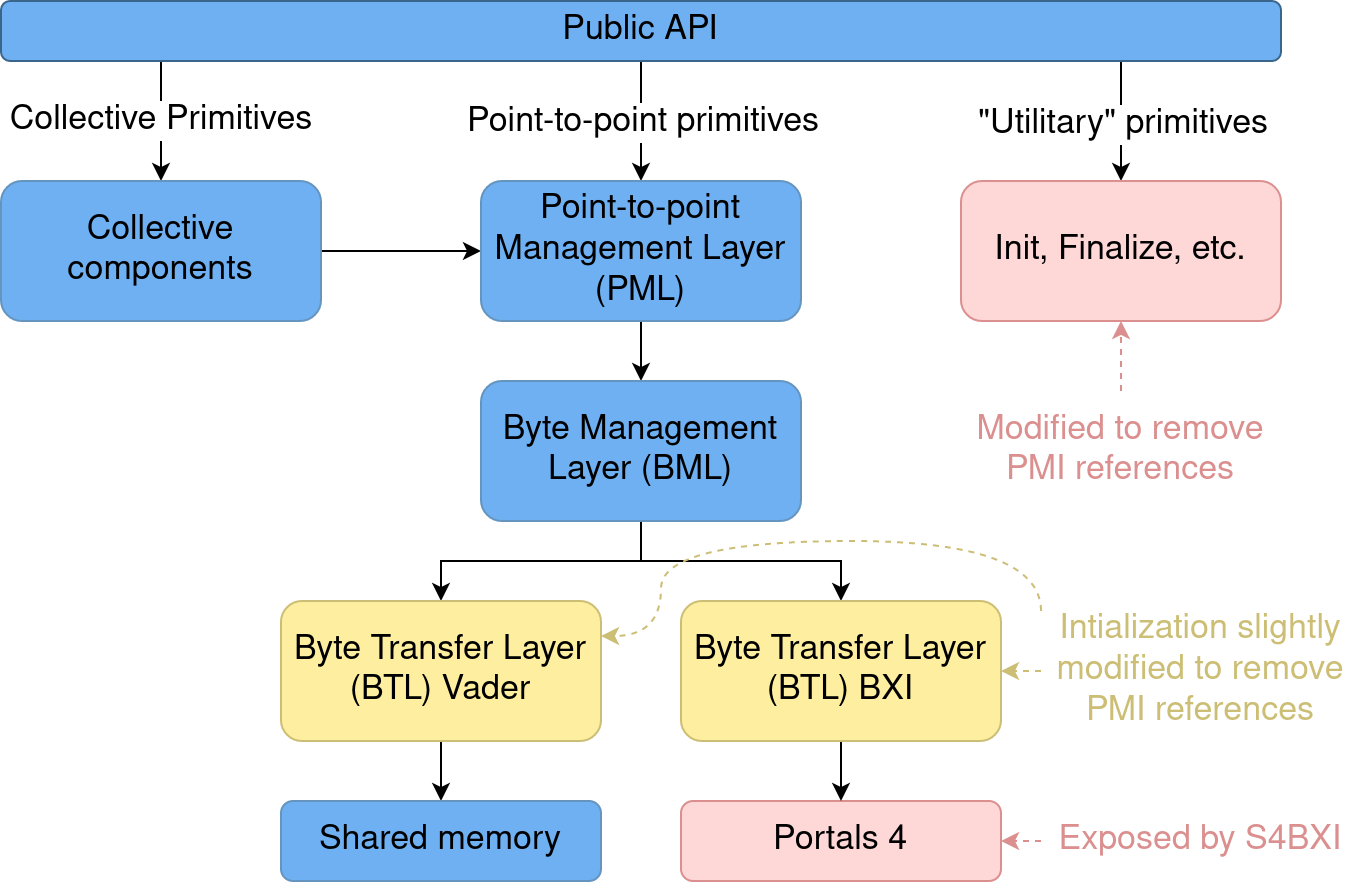 Public API
Collective Primitives
Point-to-point primitives
"Utilitary" primitives
Collective
components
Point-to-point
Management Layer
(PML)
Init, Finalize, etc.
Byte Management
Layer (BML)
Modified to remove
PMI references
Byte Transfer Layer
(BTL) Vader
Byte Transfer Layer
(BTL) BXI
Intialization slightly
modified to remove
PMI references
Shared memory
Portals 4
Exposed by S4BXI